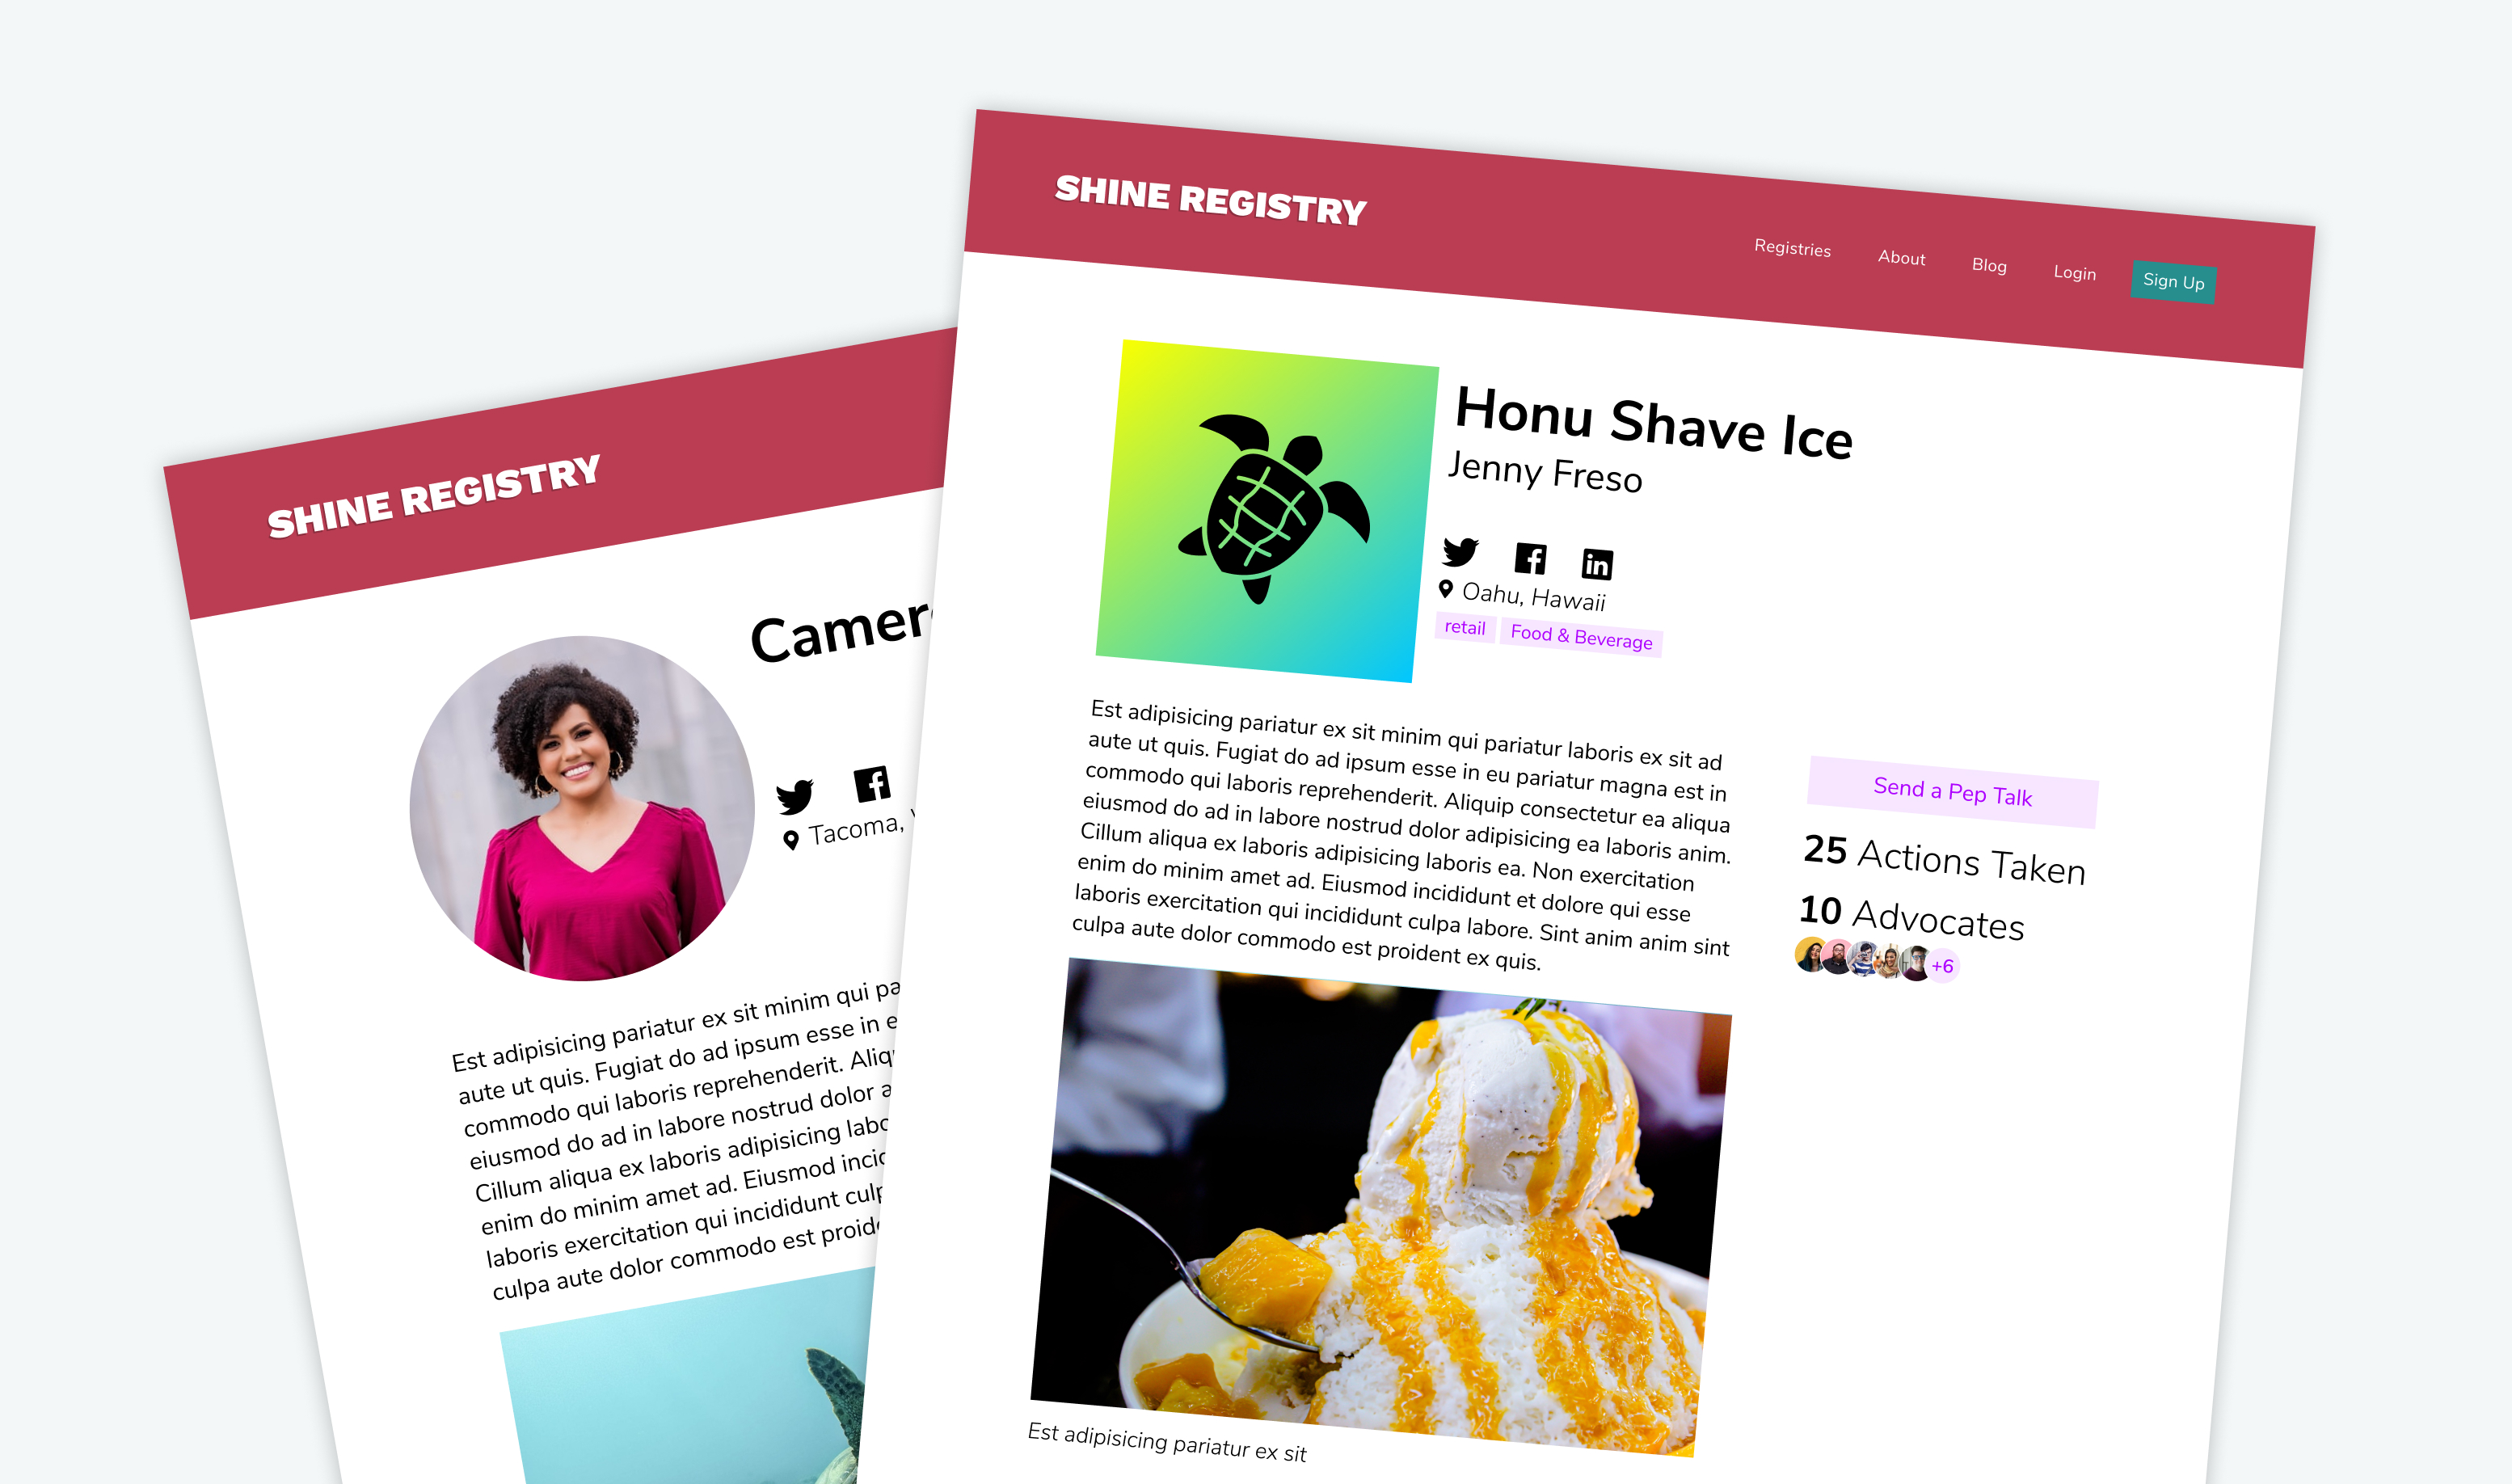 SHINE REGISTRY
Registries About Blog Login Sign Up
Honu Shave Ice
Jenny Freso
Oahu, Hawaii
retail Food & Beverage
Est adipisicing pariatur ex sit minim qui pariatur laboris ex sit ad
aute ut quis. Fugiat do ad ipsum esse in eu pariatur magna est in
commodo qui laboris reprehenderit. Aliquip consectetur ea aliqua
eiusmod do ad in labore nostrud dolor adipisicing ea laboris anim.
Cillum aliqua ex laboris adipisicing laboris ea. Non exercitation
enim do minim amet ad. Eiusmod incididunt et dolore qui esse
laboris exercitation qui incididunt culpa labore. Sint anim anim sint
culpa aute dolor commodo est proident ex quis.
Send a Pep Talk
25 Actions Taken
10 Advocates
+6
Est adipisicing pariatur ex sit
SHINE REGISTRY
Tacoma,
Est adipisicing pariatur ex sit minim qui
aute ut quis. Fugiat do ad ipsum esse in
commodo qui laboris reprehenderit.
eiusmod do ad in labore nostrud dolor
Cillum aliqua ex laboris adipisicing
enim do minim amet ad. Eiusmod
laboris exercitation qui incididunt
culpa aute dolor commodo est